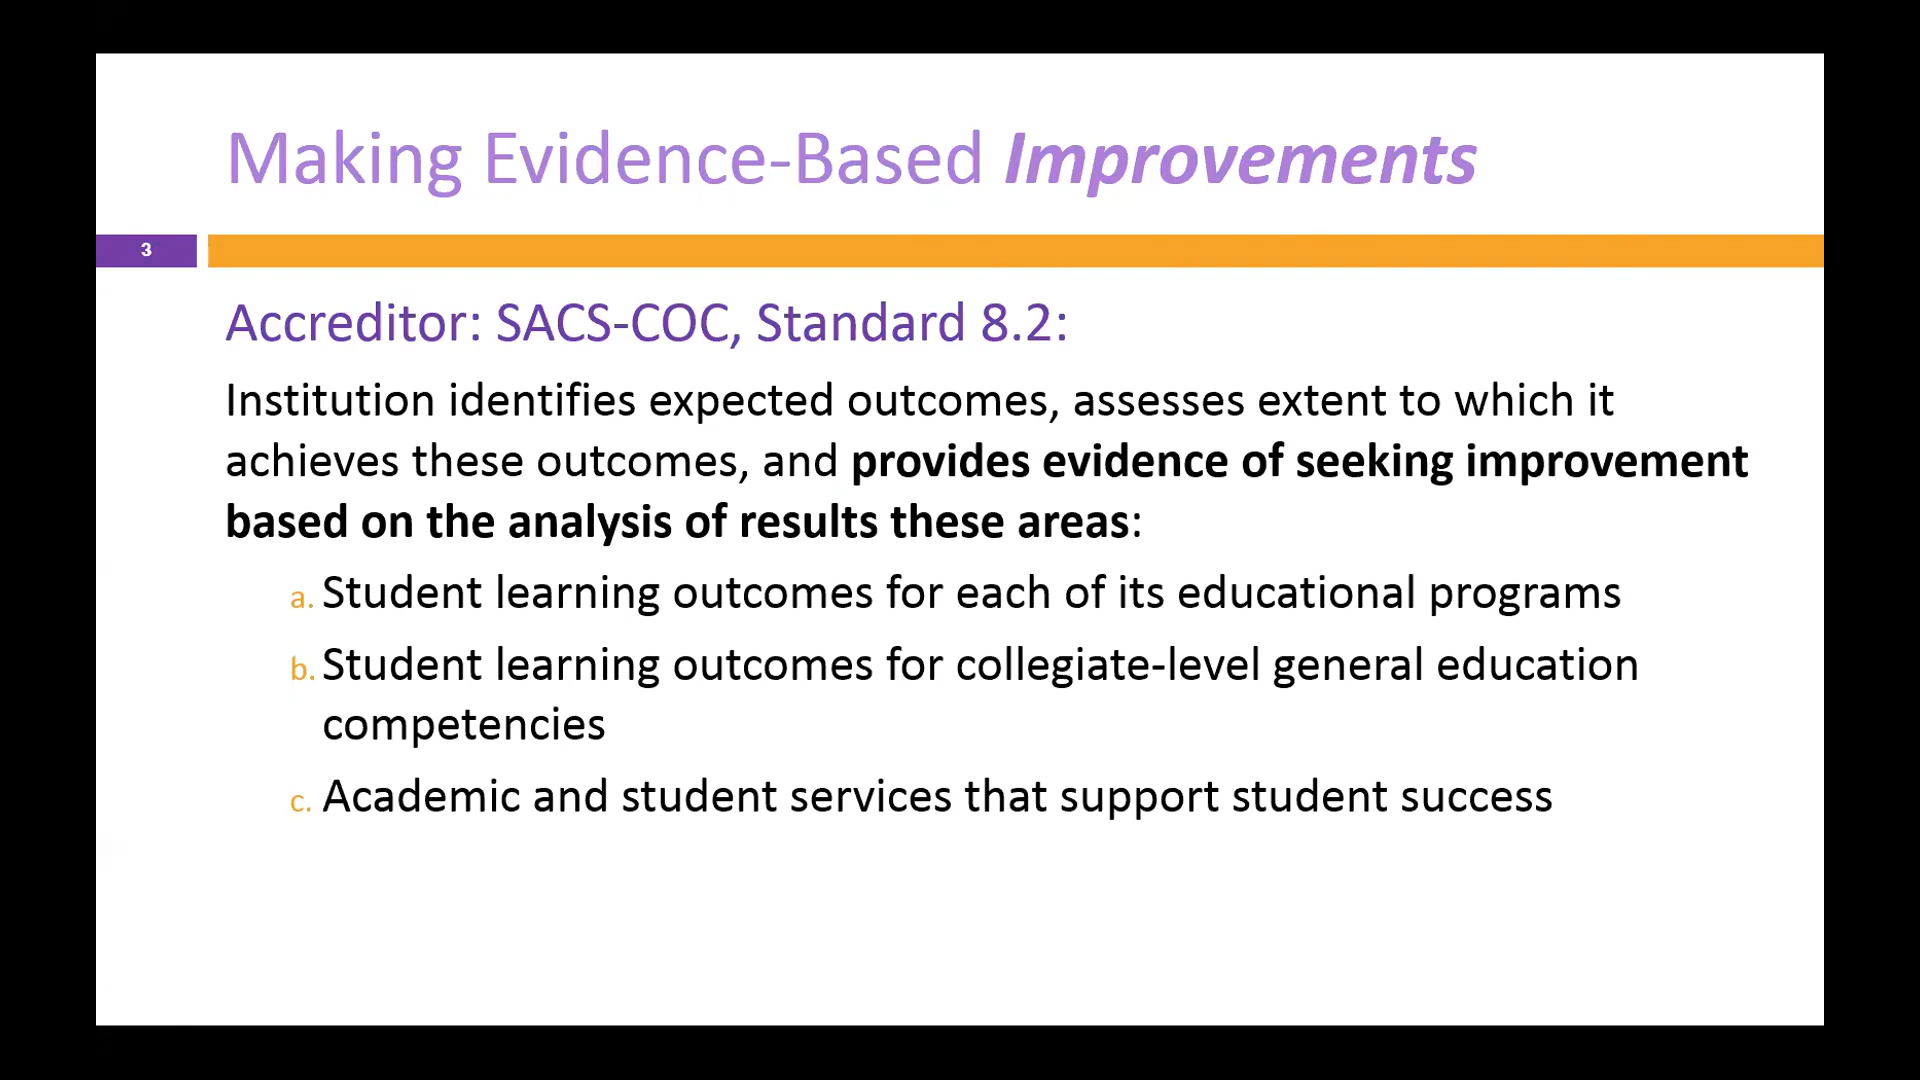 Making Evidence-Based Improvements
3
Accreditor: SACS-COC, Standard 8.2:
Institution identifies expected outcomes, assesses extent to which it
achieves these outcomes, and provides evidence of seeking improvement
based on the analysis of results these areas:
a. Student learning outcomes for each of its educational programs
b. Student learning outcomes for collegiate-level general education
competencies
c. Academic and student services that support student success